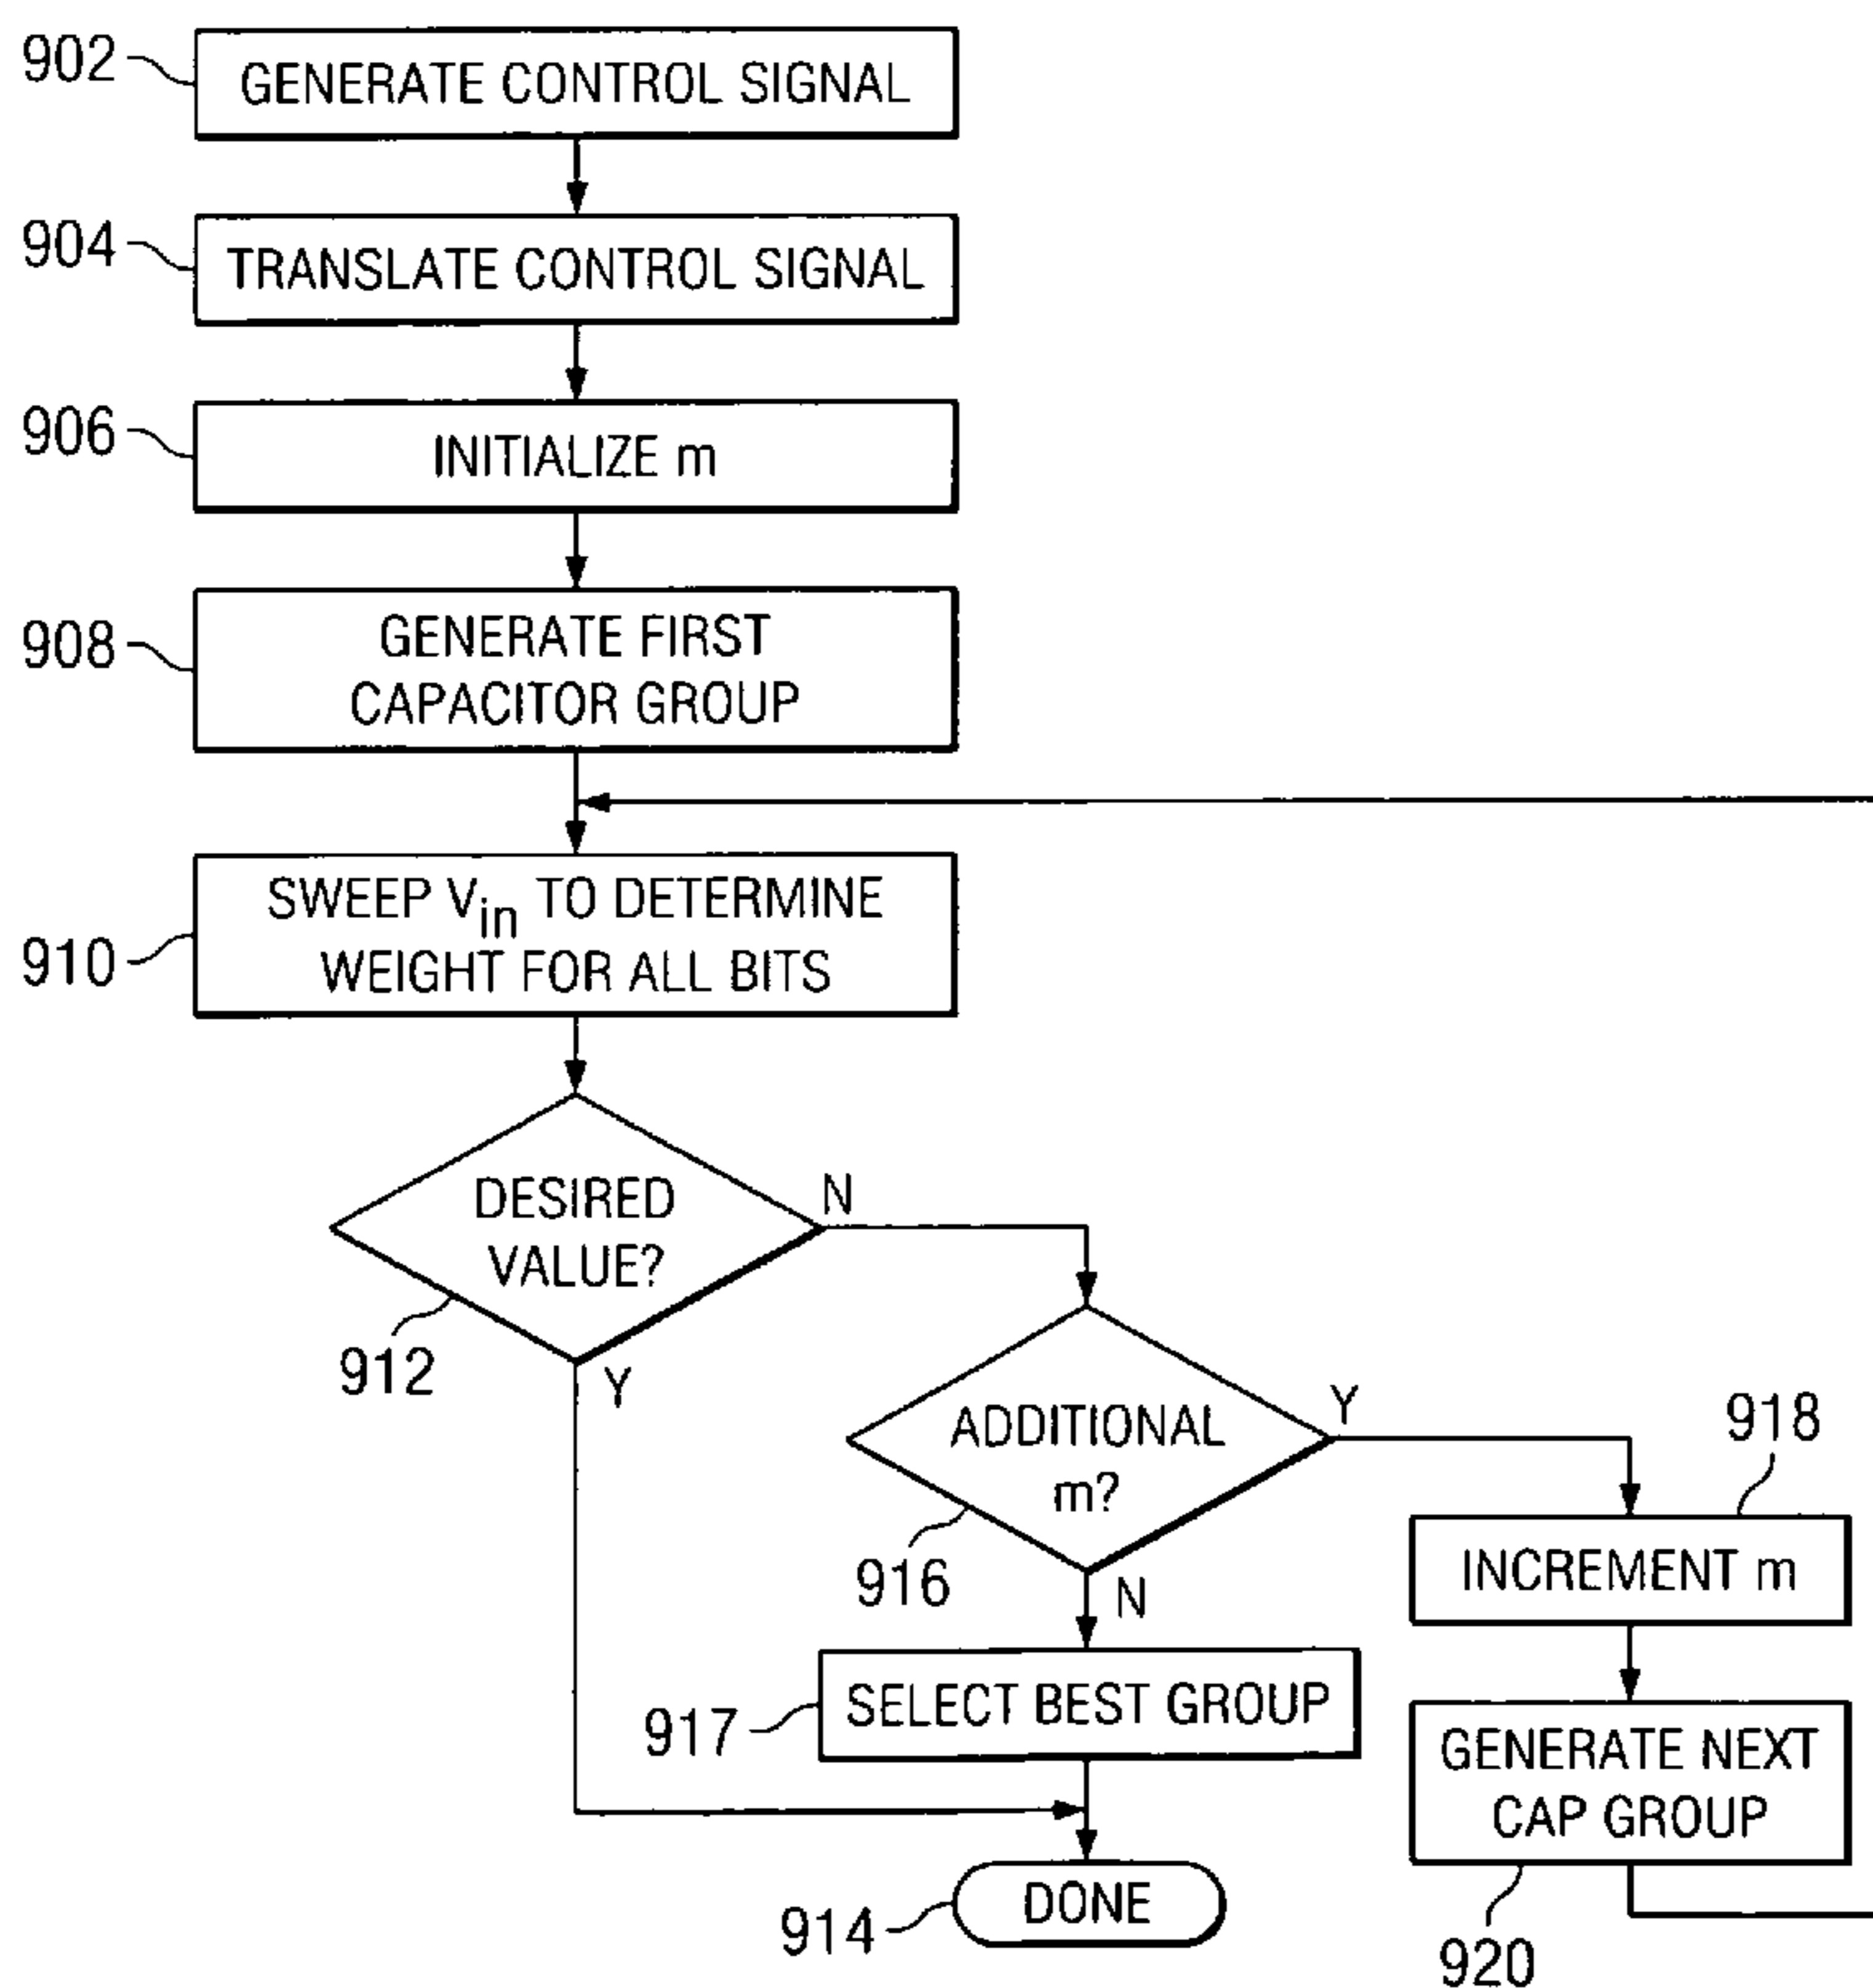 902
GENERATE CONTROL SIGNAL
904
TRANSLATE CONTROL SIGNAL
906
INITIALIZE m
908
GENERATE FIRST
CAPACITOR GROUP
910
SWEEP Vin TO DETERMINE
WEIGHT FOR ALL BITS
DESIRED
VALUE?
N
912
Y
ADDITIONAL
m?
Y
916
N
918
INCREMENT m
917
SELECT BEST GROUP
GENERATE NEXT
CAP GROUP
914
DONE
920